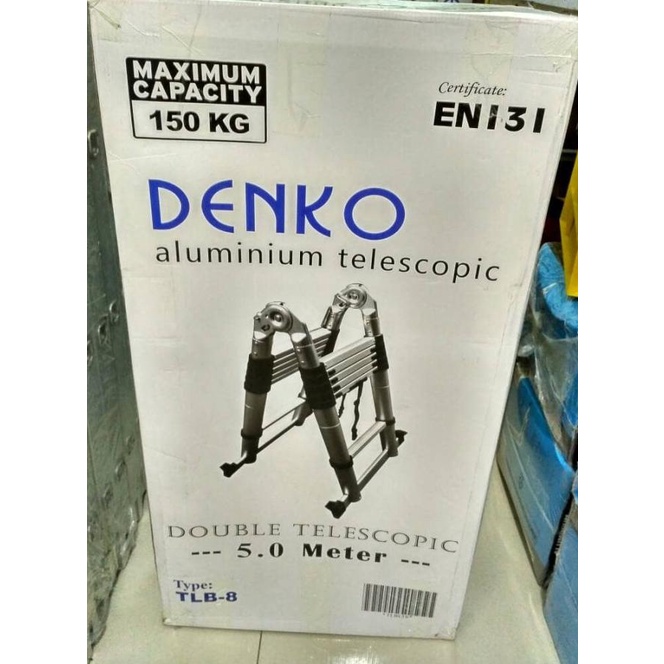 MAXIMUM
CAPACITY
150 KG
Certificate:
EN131
DENKO
aluminium telescopic
DOUBLE TELESCOPIC
--- 5.0 Meter ---
Type:
TLB-8